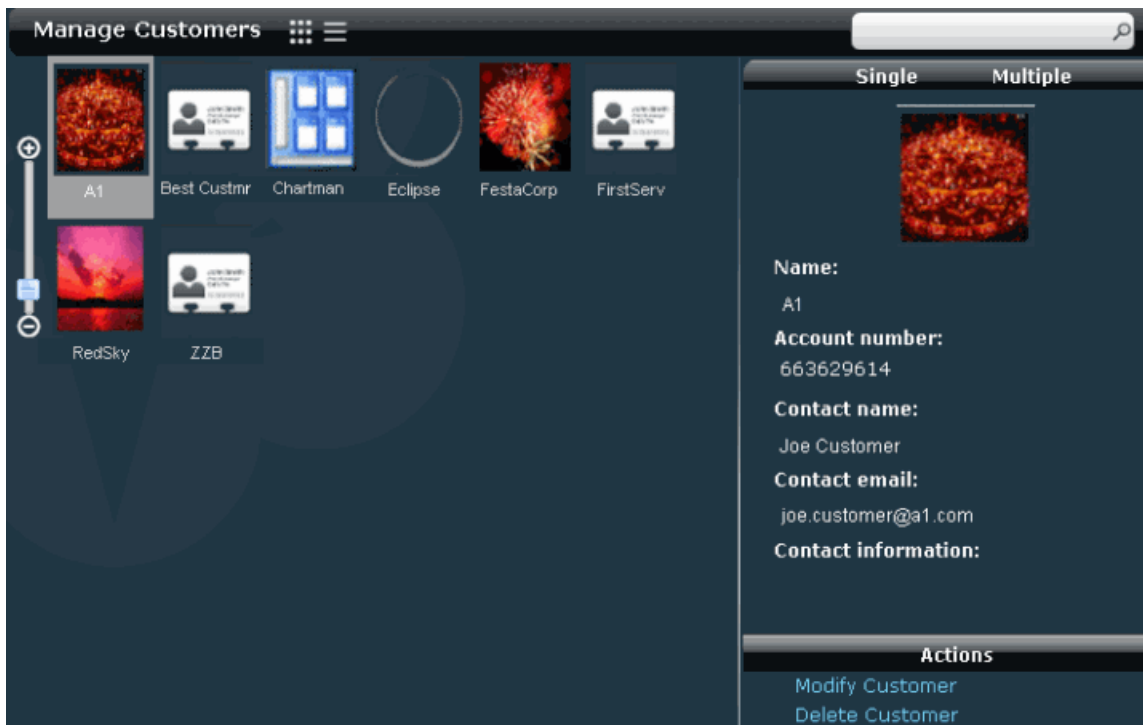 Manage Customers
Single Multiple
A1 Best Custmr Chartman Eclipse FestaCorp FirstServ
RedSky ZZB
Name:
A1
Account number:
663629614
Contact name:
Joe Customer
Contact email:
joe.customer@a1.com
Contact information:
Actions
Modify Customer
Delete Customer